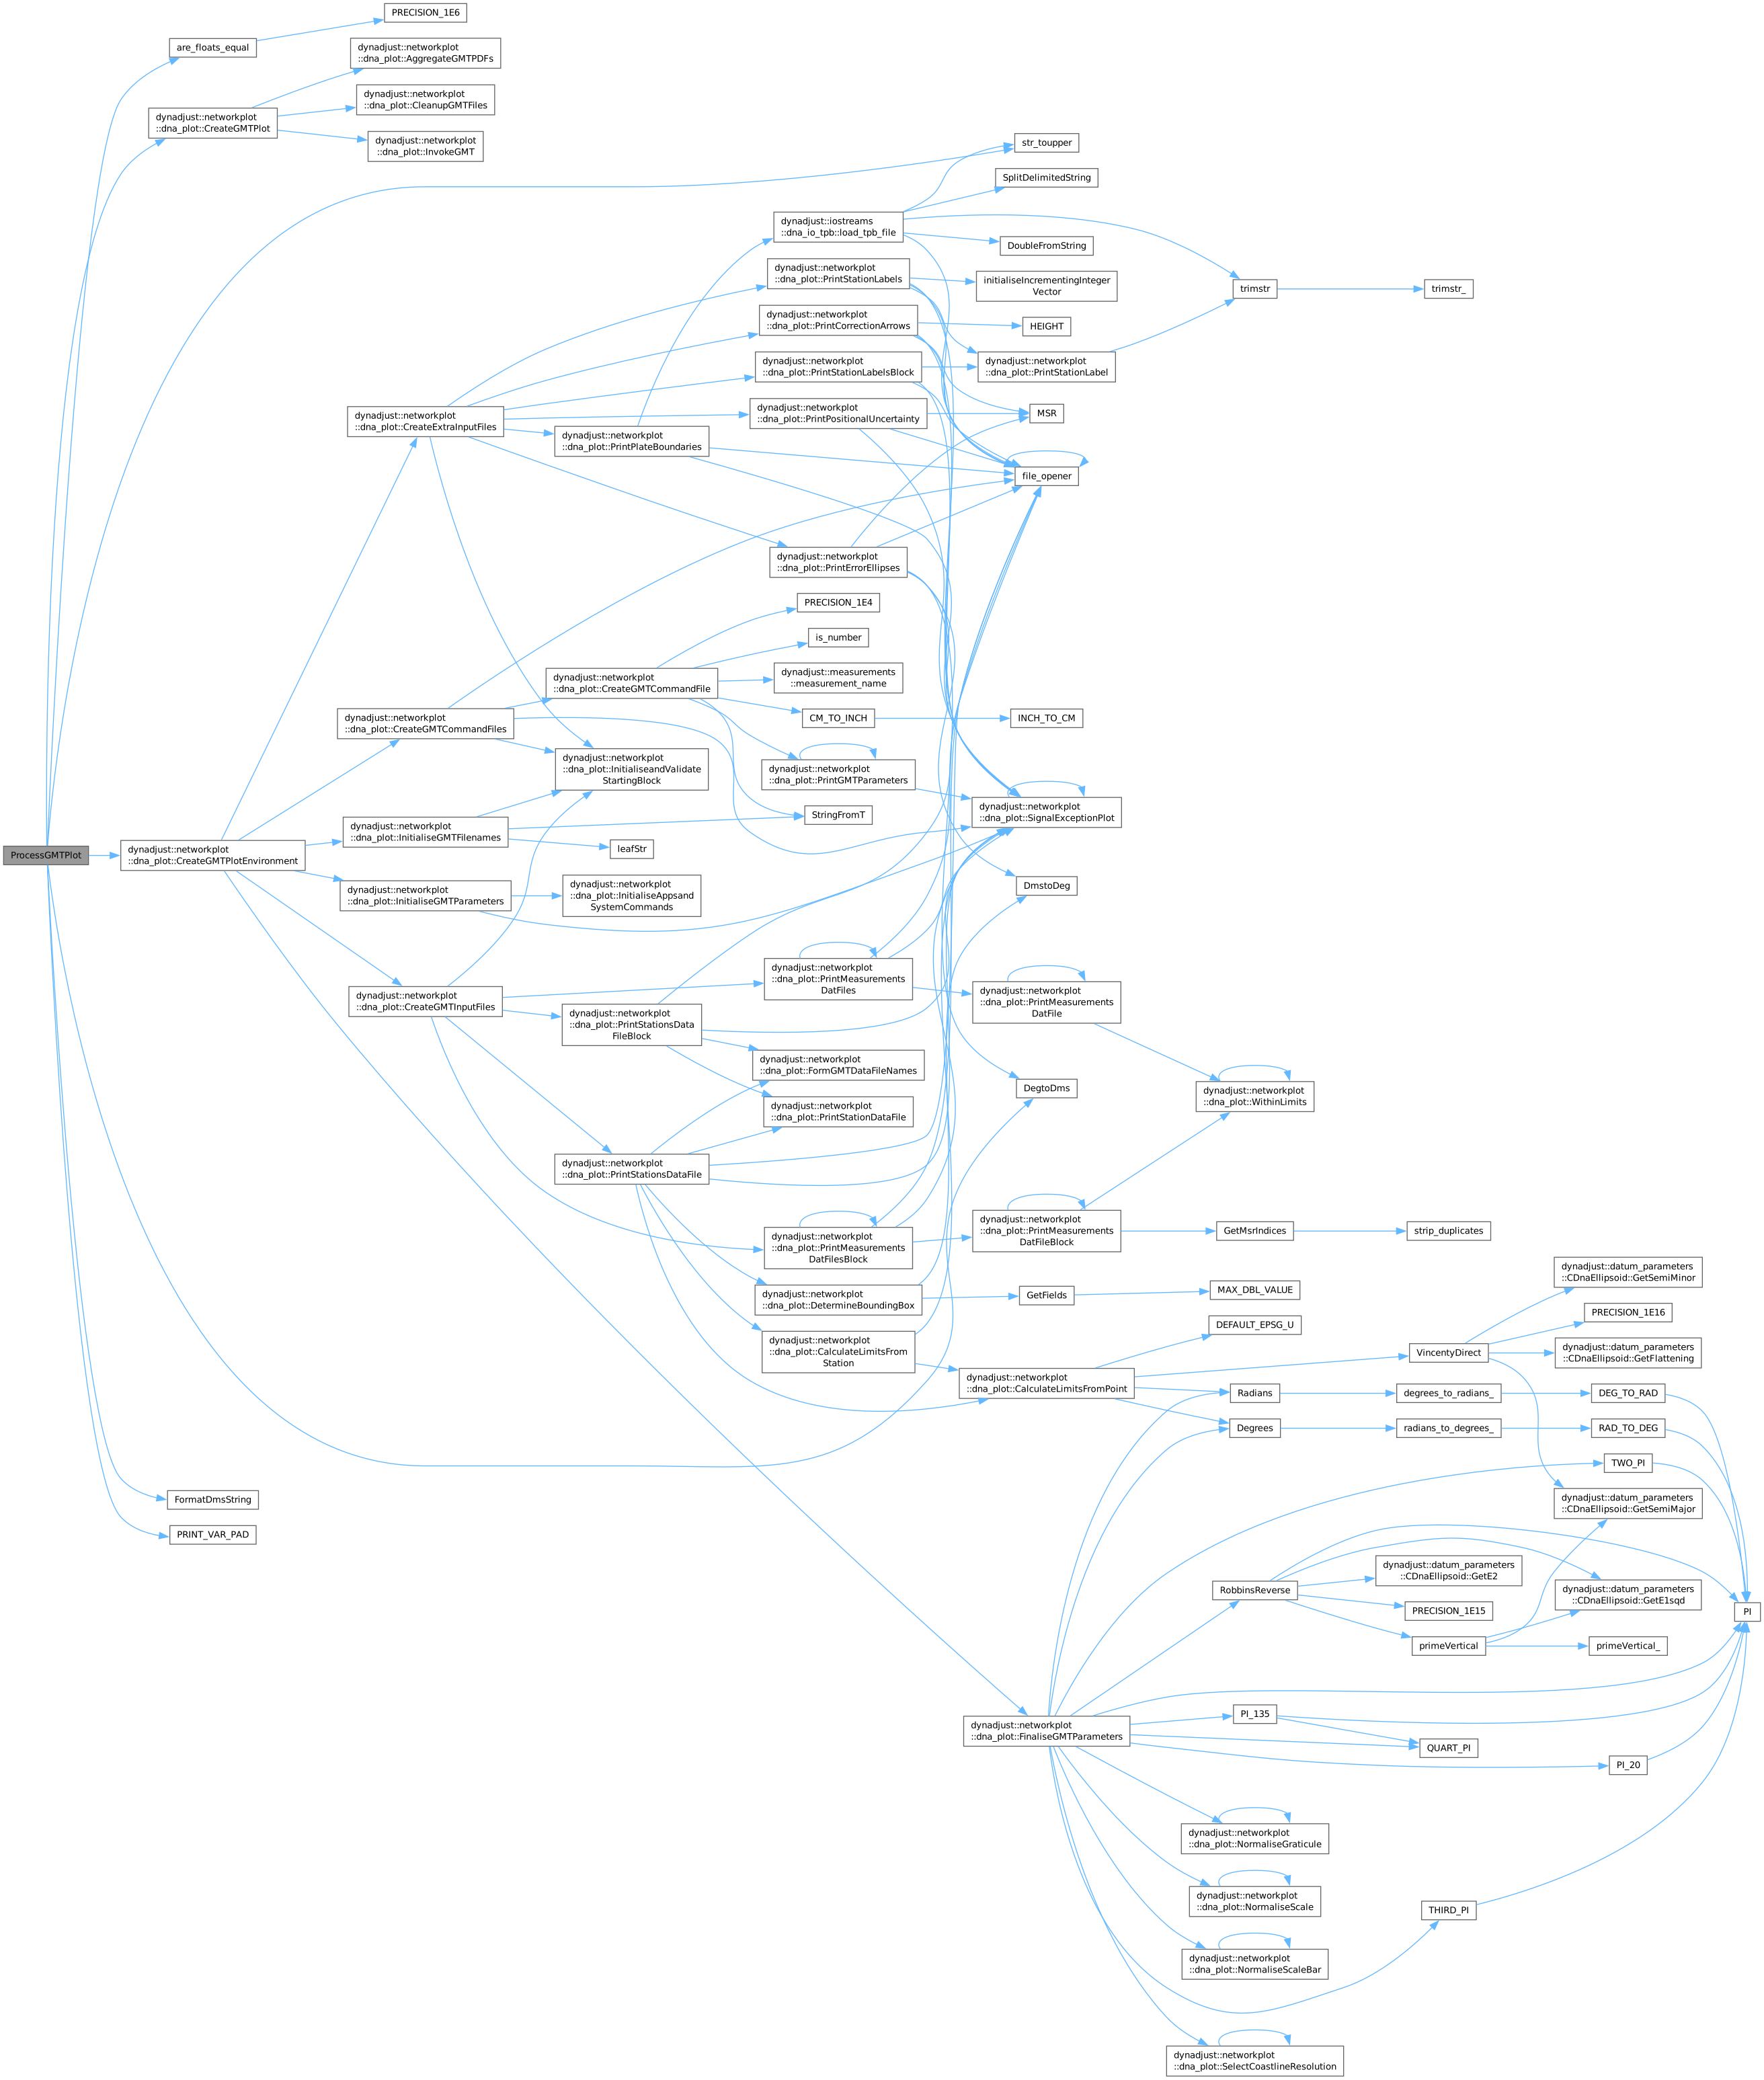 PRECISION_1E6
are_floats_equal
dynadjust::networkplot
::dna_plot::AggregateGMTPDFs
dynadjust::networkplot
::dna_plot::CleanupGMTFiles
dynadjust::networkplot
::dna_plot::CreateGMTPlot
dynadjust::networkplot
::dna_plot::InvokeGMT
str_toupper
SplitDelimitedString
dynadjust::iostreams
::dna_io_tpb::load_tpb_file
DoubleFromString
dynadjust::networkplot
::dna_plot::PrintStationLabels
initialiseIncrementingInteger
Vector
trimstr
trimstr_
dynadjust::networkplot
::dna_plot::PrintCorrectionArrows
HEIGHT
dynadjust::networkplot
::dna_plot::PrintStationLabelsBlock
dynadjust::networkplot
::dna_plot::PrintStationLabel
dynadjust::networkplot
::dna_plot::CreateExtraInputFiles
dynadjust::networkplot
::dna_plot::PrintPositionalUncertainty
MSR
dynadjust::networkplot
::dna_plot::PrintPlateBoundaries
file_opener
dynadjust::networkplot
::dna_plot::PrintErrorEllipses
PRECISION_1E4
is_number
dynadjust::networkplot
::dna_plot::CreateGMTCommandFile
dynadjust::measurements
::measurement_name
dynadjust::networkplot
::dna_plot::CreateGMTCommandFiles
CM_TO_INCH
INCH_TO_CM
dynadjust::networkplot
::dna_plot::InitialiseandValidate
StartingBlock
dynadjust::networkplot
::dna_plot::PrintGMTParameters
StringFromT
dynadjust::networkplot
::dna_plot::SignalExceptionPlot
dynadjust::networkplot
::dna_plot::InitialiseGMTFilenames
leafStr
ProcessGMTPlot
dynadjust::networkplot
::dna_plot::CreateGMTPlotEnvironment
dynadjust::networkplot
::dna_plot::InitialiseGMTParameters
dynadjust::networkplot
::dna_plot::InitialiseAppsand
SystemCommands
DmstoDeg
dynadjust::networkplot
::dna_plot::PrintMeasurements
DatFiles
dynadjust::networkplot
::dna_plot::PrintMeasurements
DatFile
dynadjust::networkplot
::dna_plot::CreateGMTInputFiles
dynadjust::networkplot
::dna_plot::PrintStationsData
FileBlock
dynadjust::networkplot
::dna_plot::FormGMTDataFileNames
DegtoDms
dynadjust::networkplot
::dna_plot::WithinLimits
dynadjust::networkplot
::dna_plot::PrintStationDataFile
dynadjust::networkplot
::dna_plot::PrintStationsDataFile
dynadjust::networkplot
::dna_plot::PrintMeasurements
DatFilesBlock
dynadjust::networkplot
::dna_plot::PrintMeasurements
DatFileBlock
GetMsrIndices
strip_duplicates
dynadjust::networkplot
::dna_plot::DetermineBoundingBox
GetFields
MAX_DBL_VALUE
dynadjust::datum_parameters
::CDnaEllipsoid::GetSemiMinor
PRECISION_1E16
DEFAULT_EPSG_U
dynadjust::networkplot
::dna_plot::CalculateLimitsFrom
Station
VincentyDirect
dynadjust::datum_parameters
::CDnaEllipsoid::GetFlattening
dynadjust::networkplot
::dna_plot::CalculateLimitsFromPoint
Radians
degrees_to_radians_
DEG_TO_RAD
Degrees
radians_to_degrees_
RAD_TO_DEG
TWO_PI
FormatDmsString
dynadjust::datum_parameters
::CDnaEllipsoid::GetSemiMajor
PRINT_VAR_PAD
dynadjust::datum_parameters
::CDnaEllipsoid::GetE2
RobbinsReverse
dynadjust::datum_parameters
::CDnaEllipsoid::GetE1sqd
PRECISION_1E15
PI
primeVertical
primeVertical_
dynadjust::networkplot
::dna_plot::FinaliseGMTParameters
PI_135
QUART_PI
PI_20
dynadjust::networkplot
::dna_plot::NormaliseGraticule
dynadjust::networkplot
::dna_plot::NormaliseScale
THIRD_PI
dynadjust::networkplot
::dna_plot::NormaliseScaleBar
dynadjust::networkplot
::dna_plot::SelectCoastlineResolution